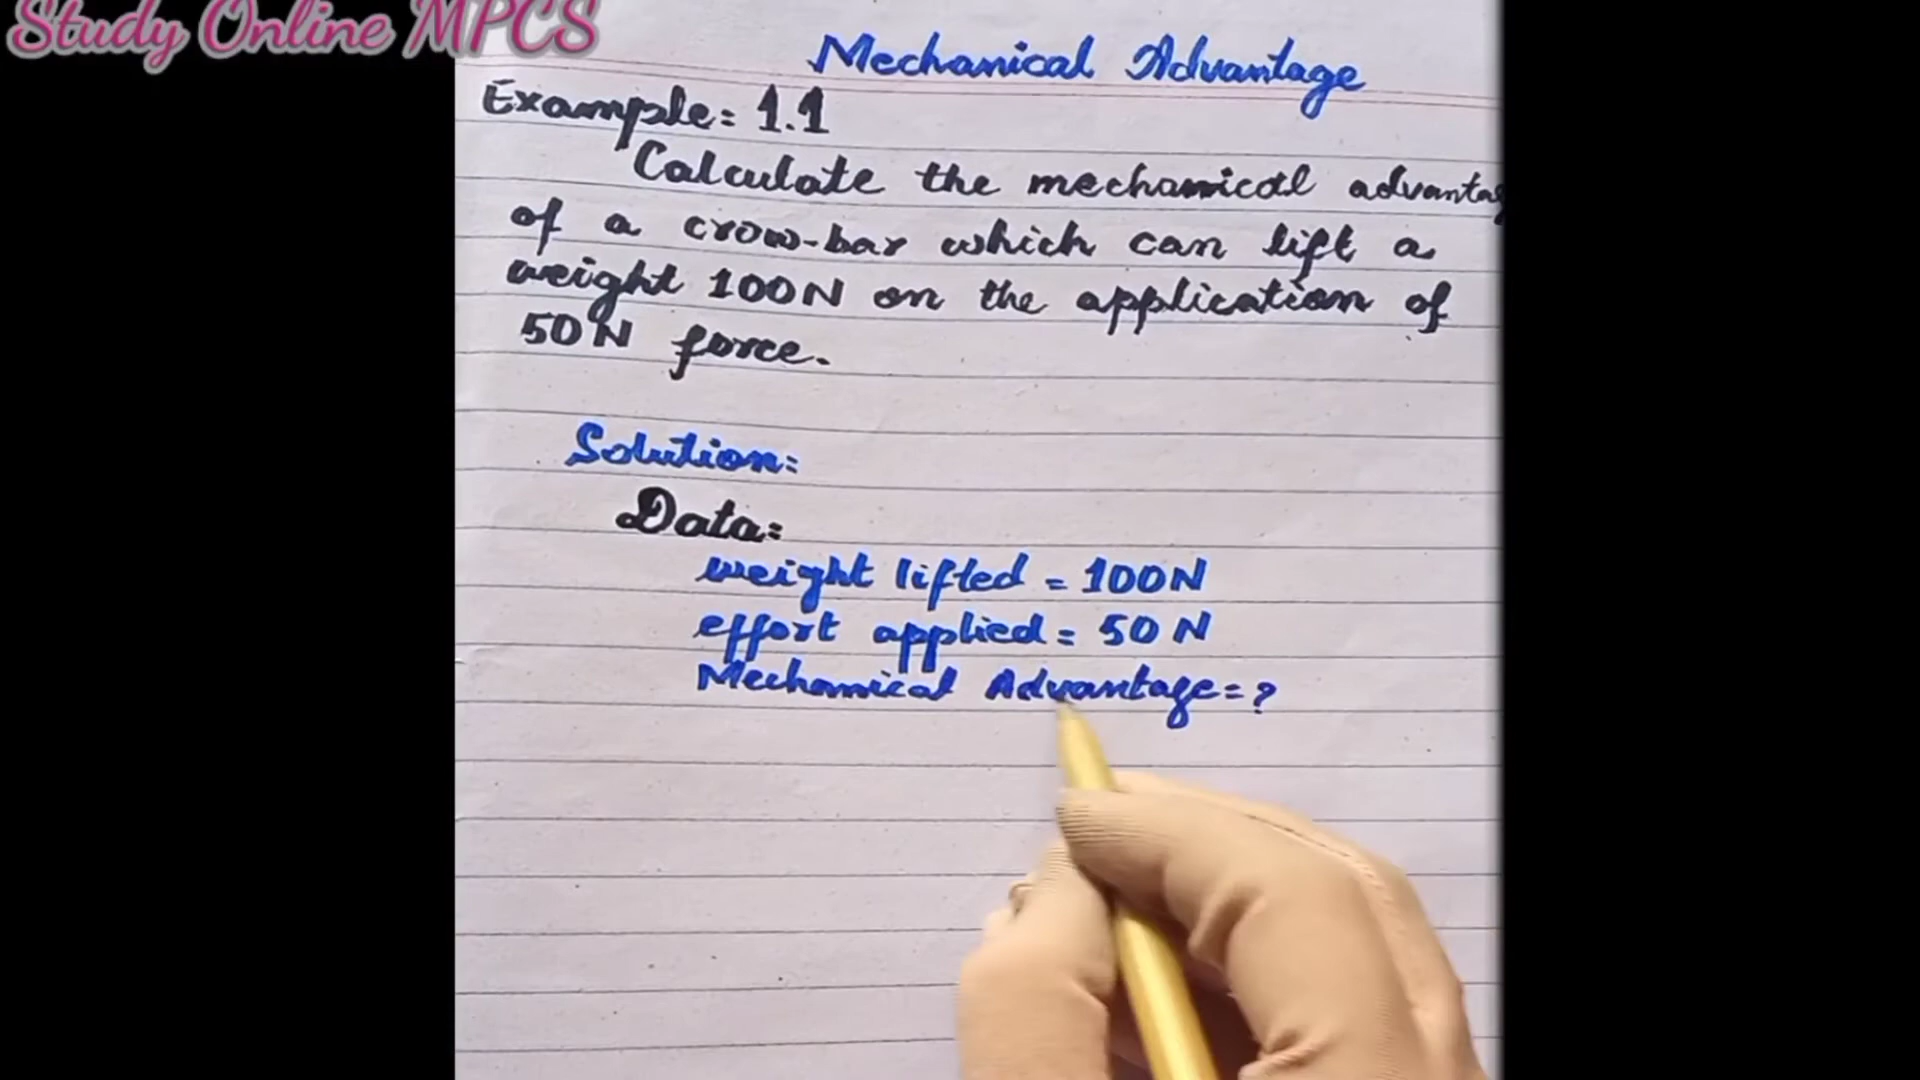 Study Online MPCS
Mechanical Advantage
Example: 1.1
Calculate the mechanical advantag
of a crow-bar which can lift a
weight 100N on the application of
50N force.
Solution:
Data:
weight lifted = 100N
effort applied = 50 N
Mechanical Advantage = ?